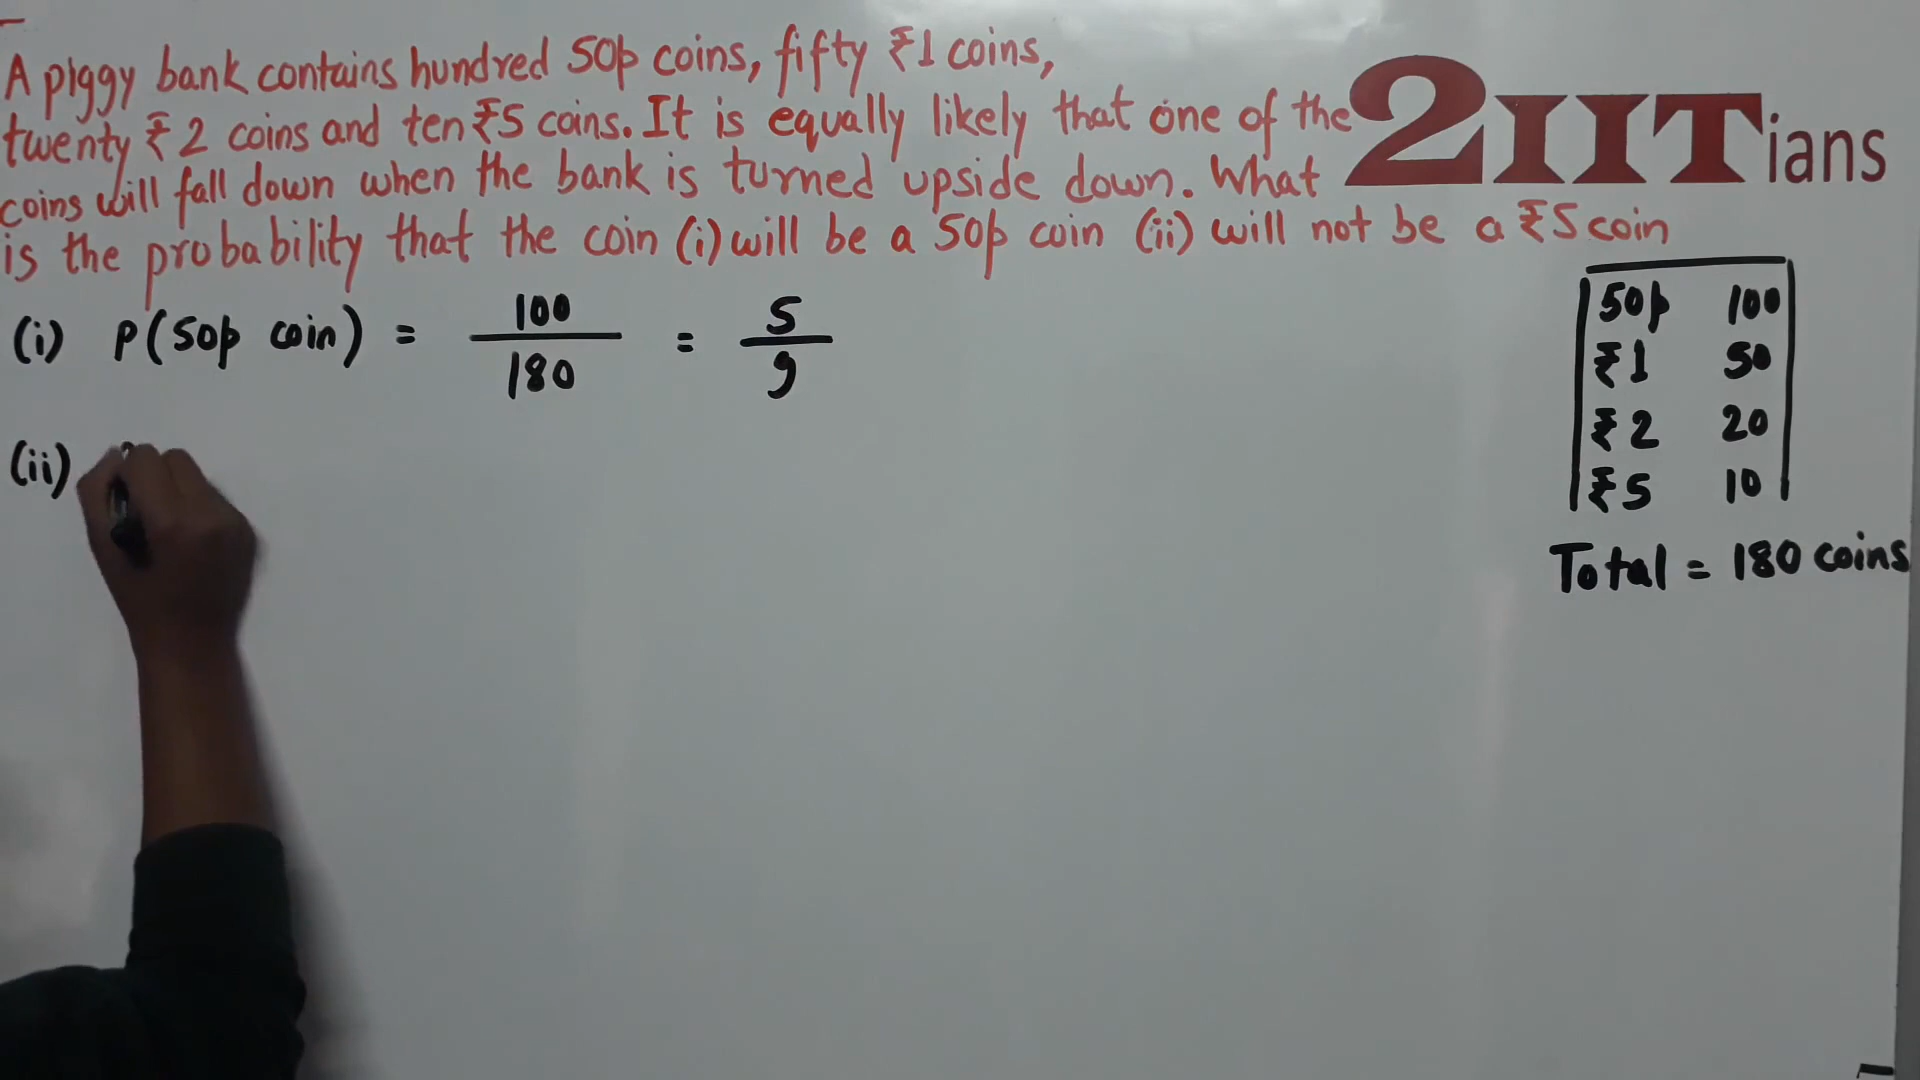 A piggy bank contains hundred 50p coins, fifty ₹1 coins,
twenty ₹2 coins and ten ₹5 coins. It is equally likely that one of the
coins will fall down when the bank is turned upside down. What
is the probability that the coin (i) will be a 50p coin (ii) will not be a ₹5 coin
2IITians
(i) P(50p coin) = 100/180 = 5/9
(ii)
50p 100
₹1 50
₹2 20
₹5 10
Total = 180 coins